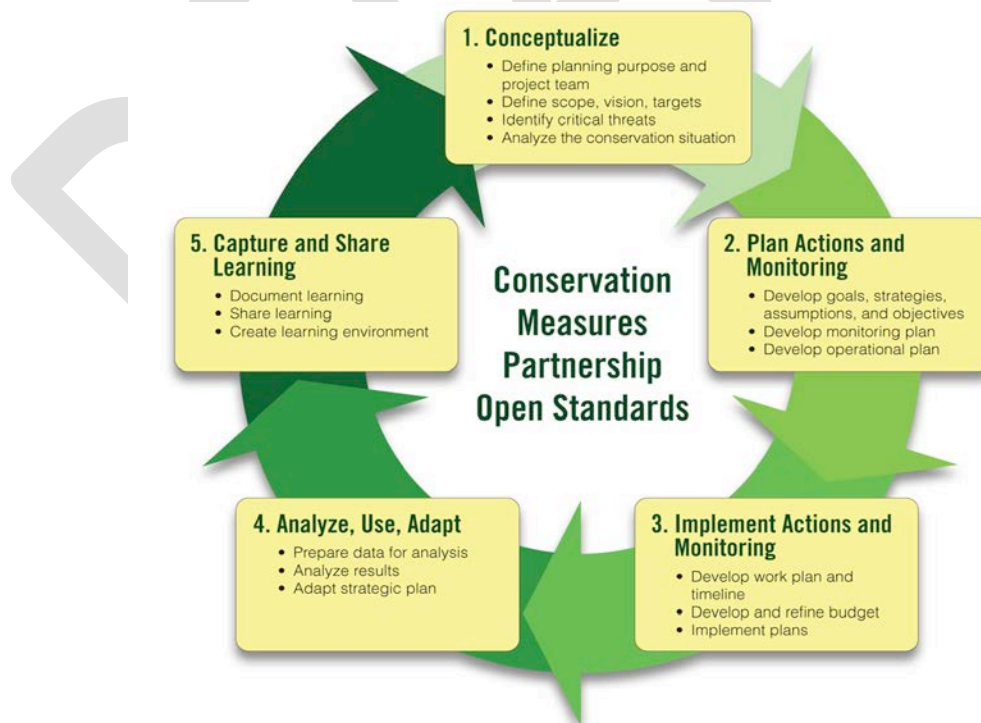 1. Conceptualize
• Define planning purpose and
project team
• Define scope, vision, targets
• Identify critical threats
• Analyze the conservation situation
2. Plan Actions and
Monitoring
• Develop goals, strategies,
assumptions, and objectives
• Develop monitoring plan
• Develop operational plan
3. Implement Actions and
Monitoring
• Develop work plan and
timeline
• Develop and refine budget
• Implement plans
4. Analyze, Use, Adapt
• Prepare data for analysis
• Analyze results
• Adapt strategic plan
5. Capture and Share
Learning
• Document learning
• Share learning
• Create learning environment
Conservation
Measures
Partnership
Open Standards